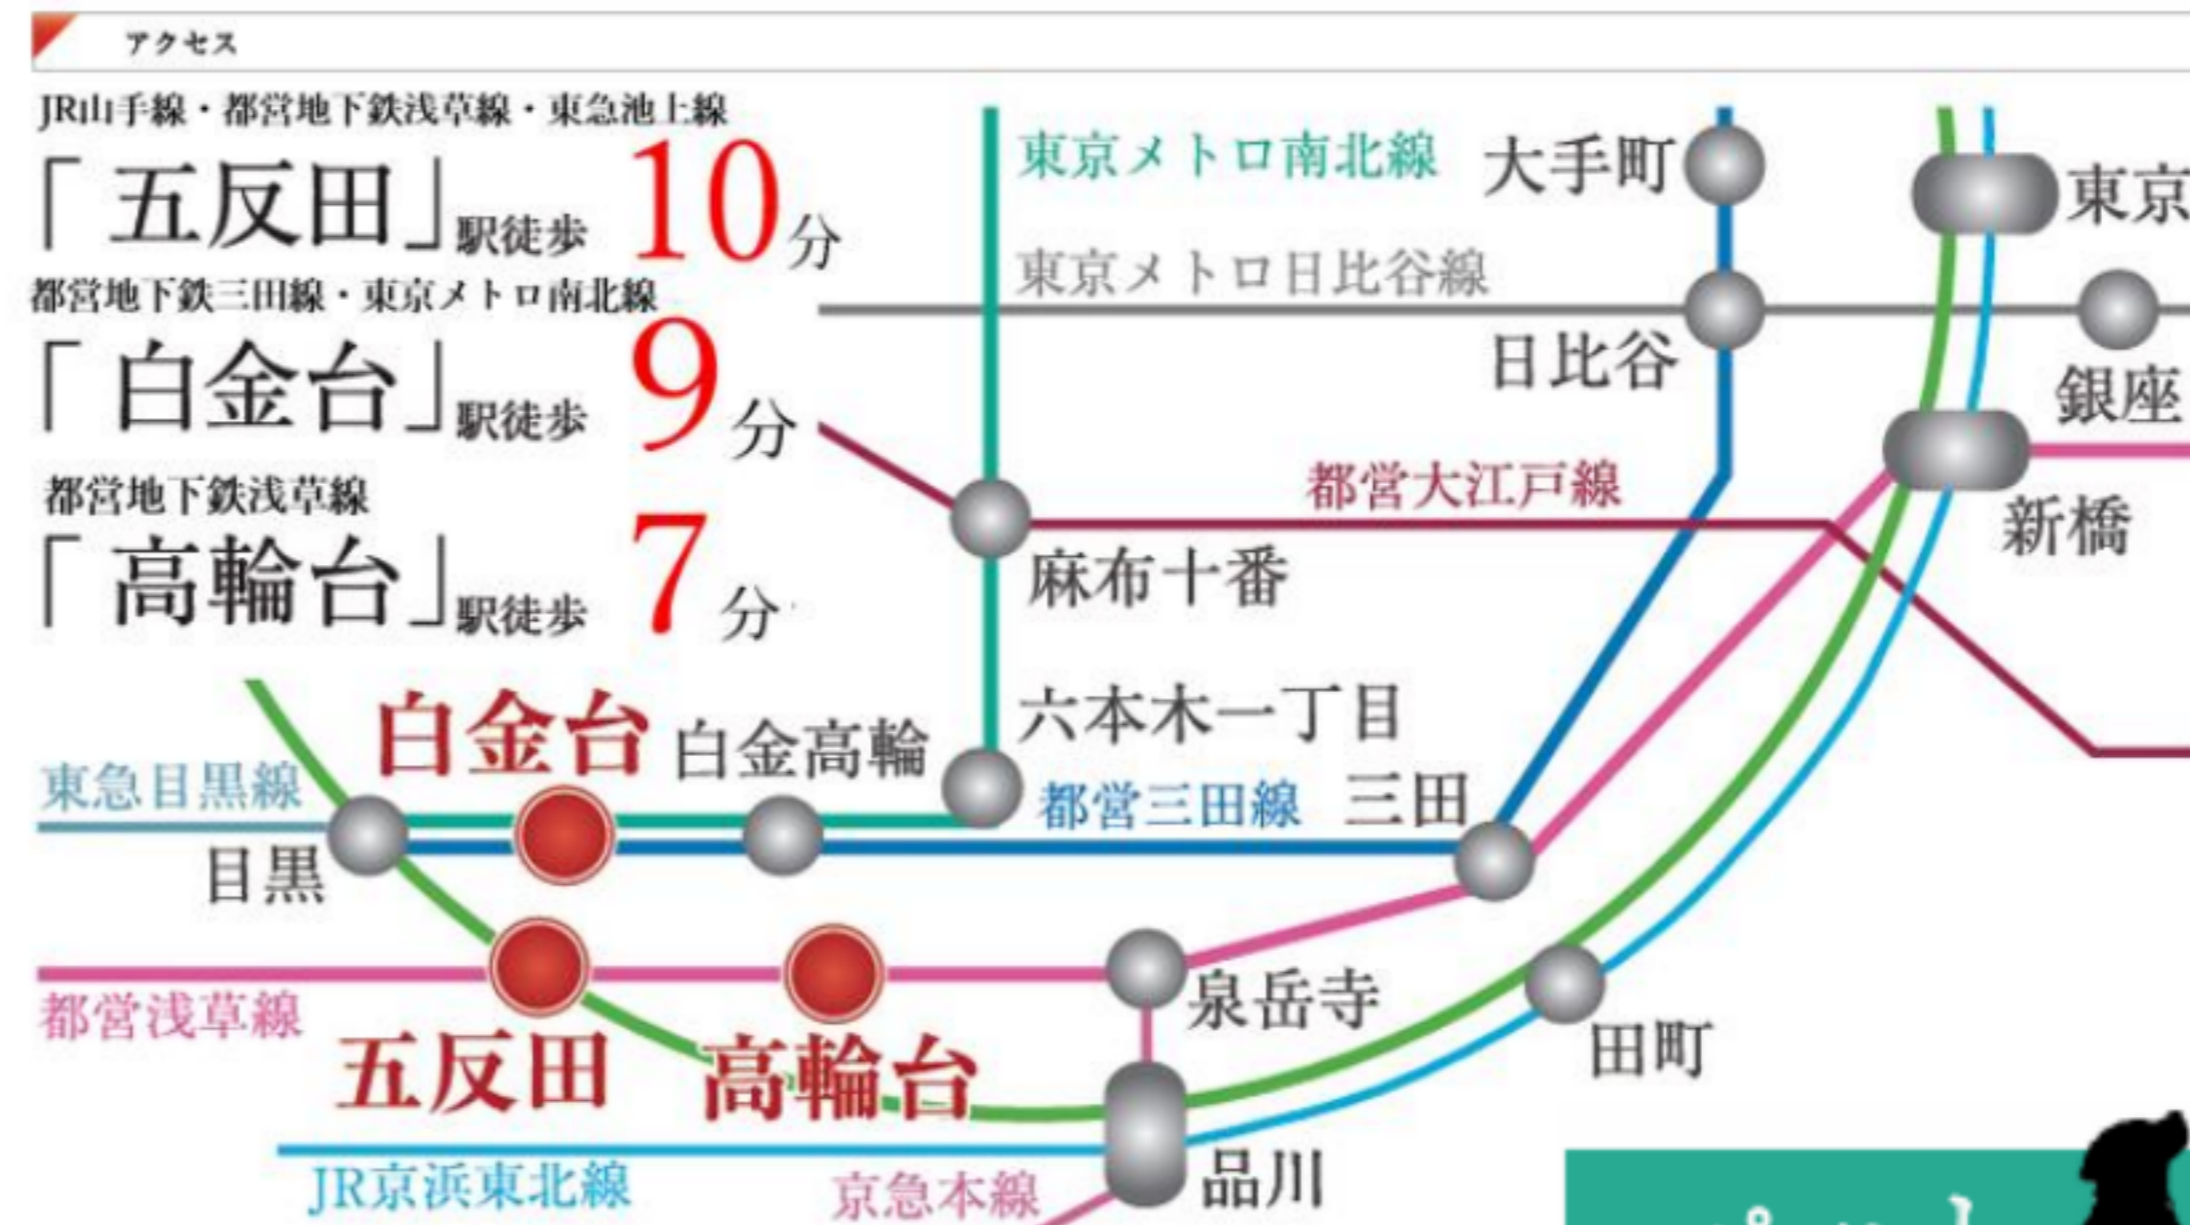 アクセス
JR山手線・都営地下鉄浅草線・東急池上線
「五反田」駅徒歩 10分
都営地下鉄三田線・東京メトロ南北線
「白金台」駅徒歩 9分
都営地下鉄浅草線
「高輪台」駅徒歩 7分
東京メトロ南北線
大手町
東京
東京メトロ日比谷線
日比谷
銀座
都営大江戸線
新橋
麻布十番
六本木一丁目
白金台
白金高輪
東急目黒線
都営三田線
三田
目黒
都営浅草線
泉岳寺
五反田
高輪台
田町
JR京浜東北線
京急本線
品川